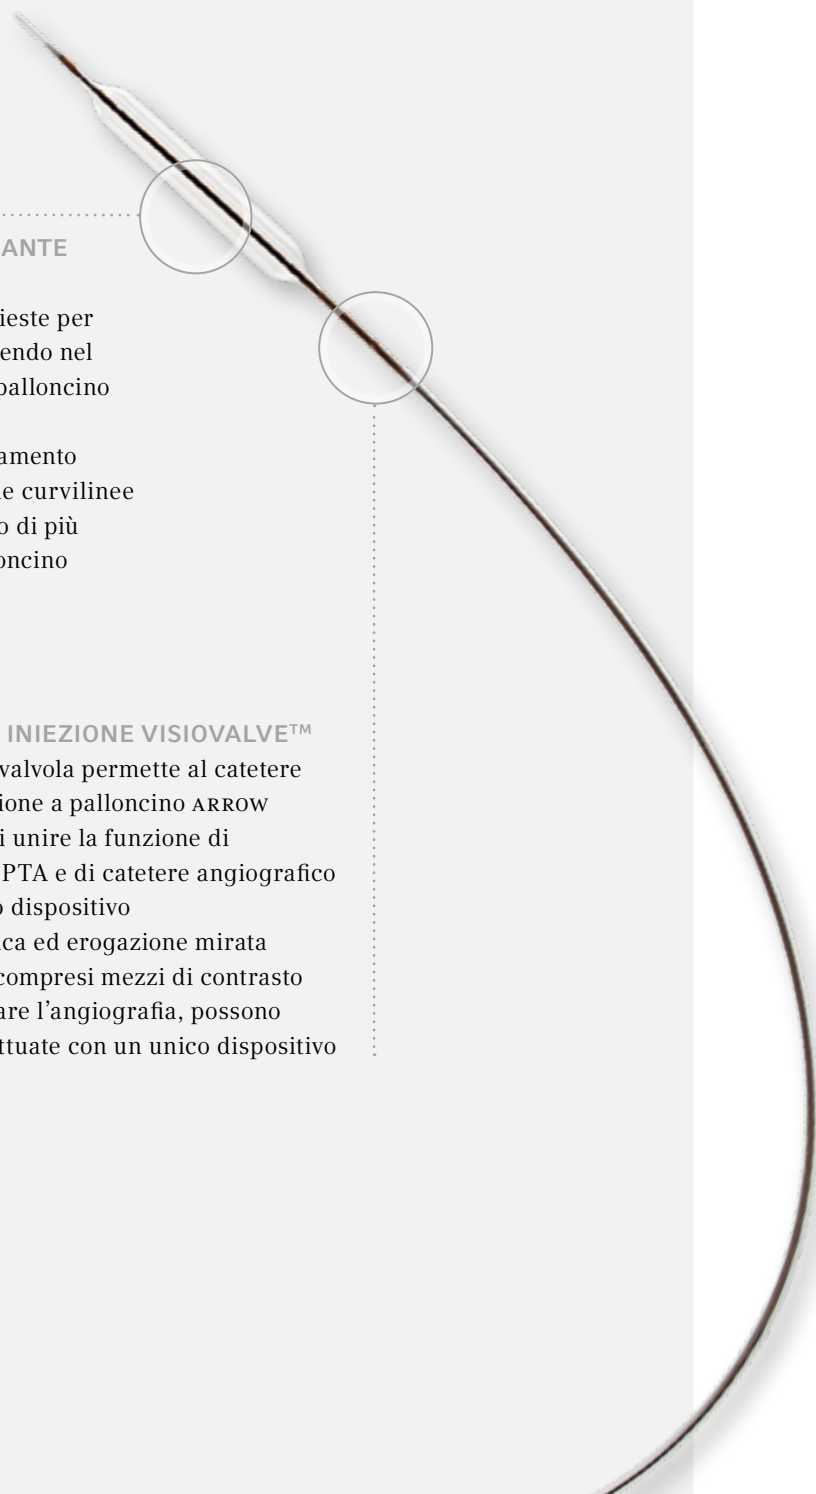 ANTE
ieste per
endo nel
palloncino
amento
e curvilinee
o di più
oncino
INIEZIONE VISIOVALVE™
valvola permette al catetere
ione a palloncino ARROW
i unire la funzione di
PTA e di catetere angiografico
o dispositivo
ca ed erogazione mirata
compresi mezzi di contrasto
are l’angiografia, possono
ttuate con un unico dispositivo